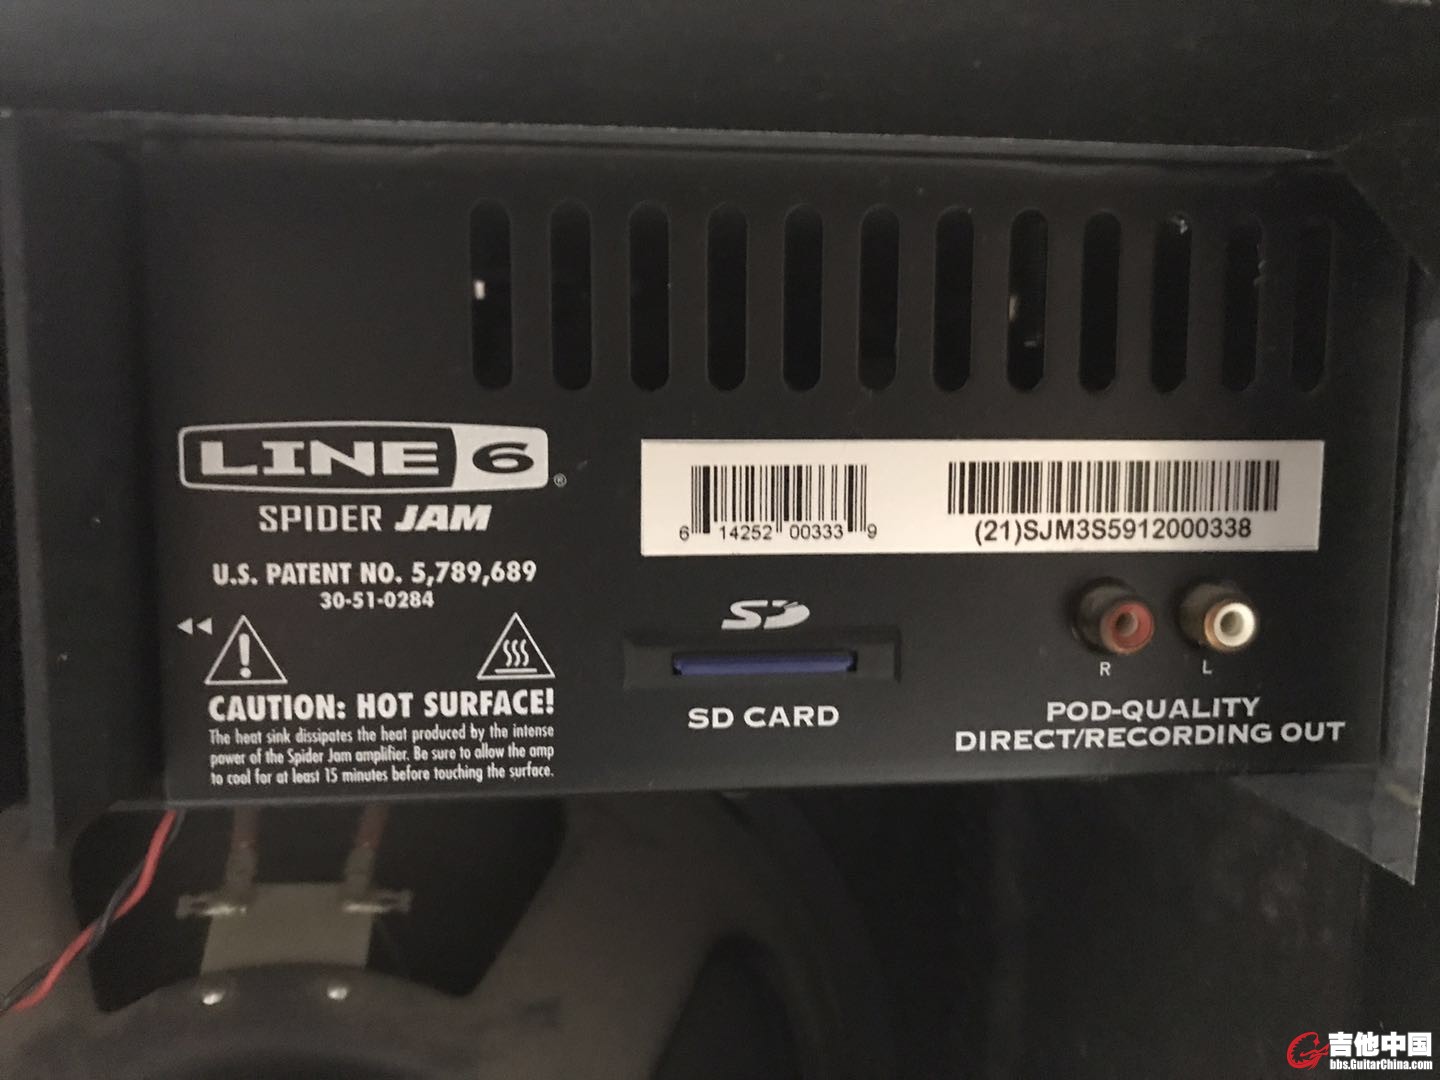 LINE 6®
SPIDER JAM
U.S. PATENT NO. 5,789,689
30-51-0284
CAUTION: HOT SURFACE!
The heat sink dissipates the heat produced by the intense
power of the Spider Jam amplifier. Be sure to allow the amp
to cool for at least 15 minutes before touching the surface.
6 14252 00333 9
(21)SJM3S5912000338
SD
SD CARD
R L
POD-QUALITY
DIRECT/RECORDING OUT
吉他中国
bbs.GuitarChina.com